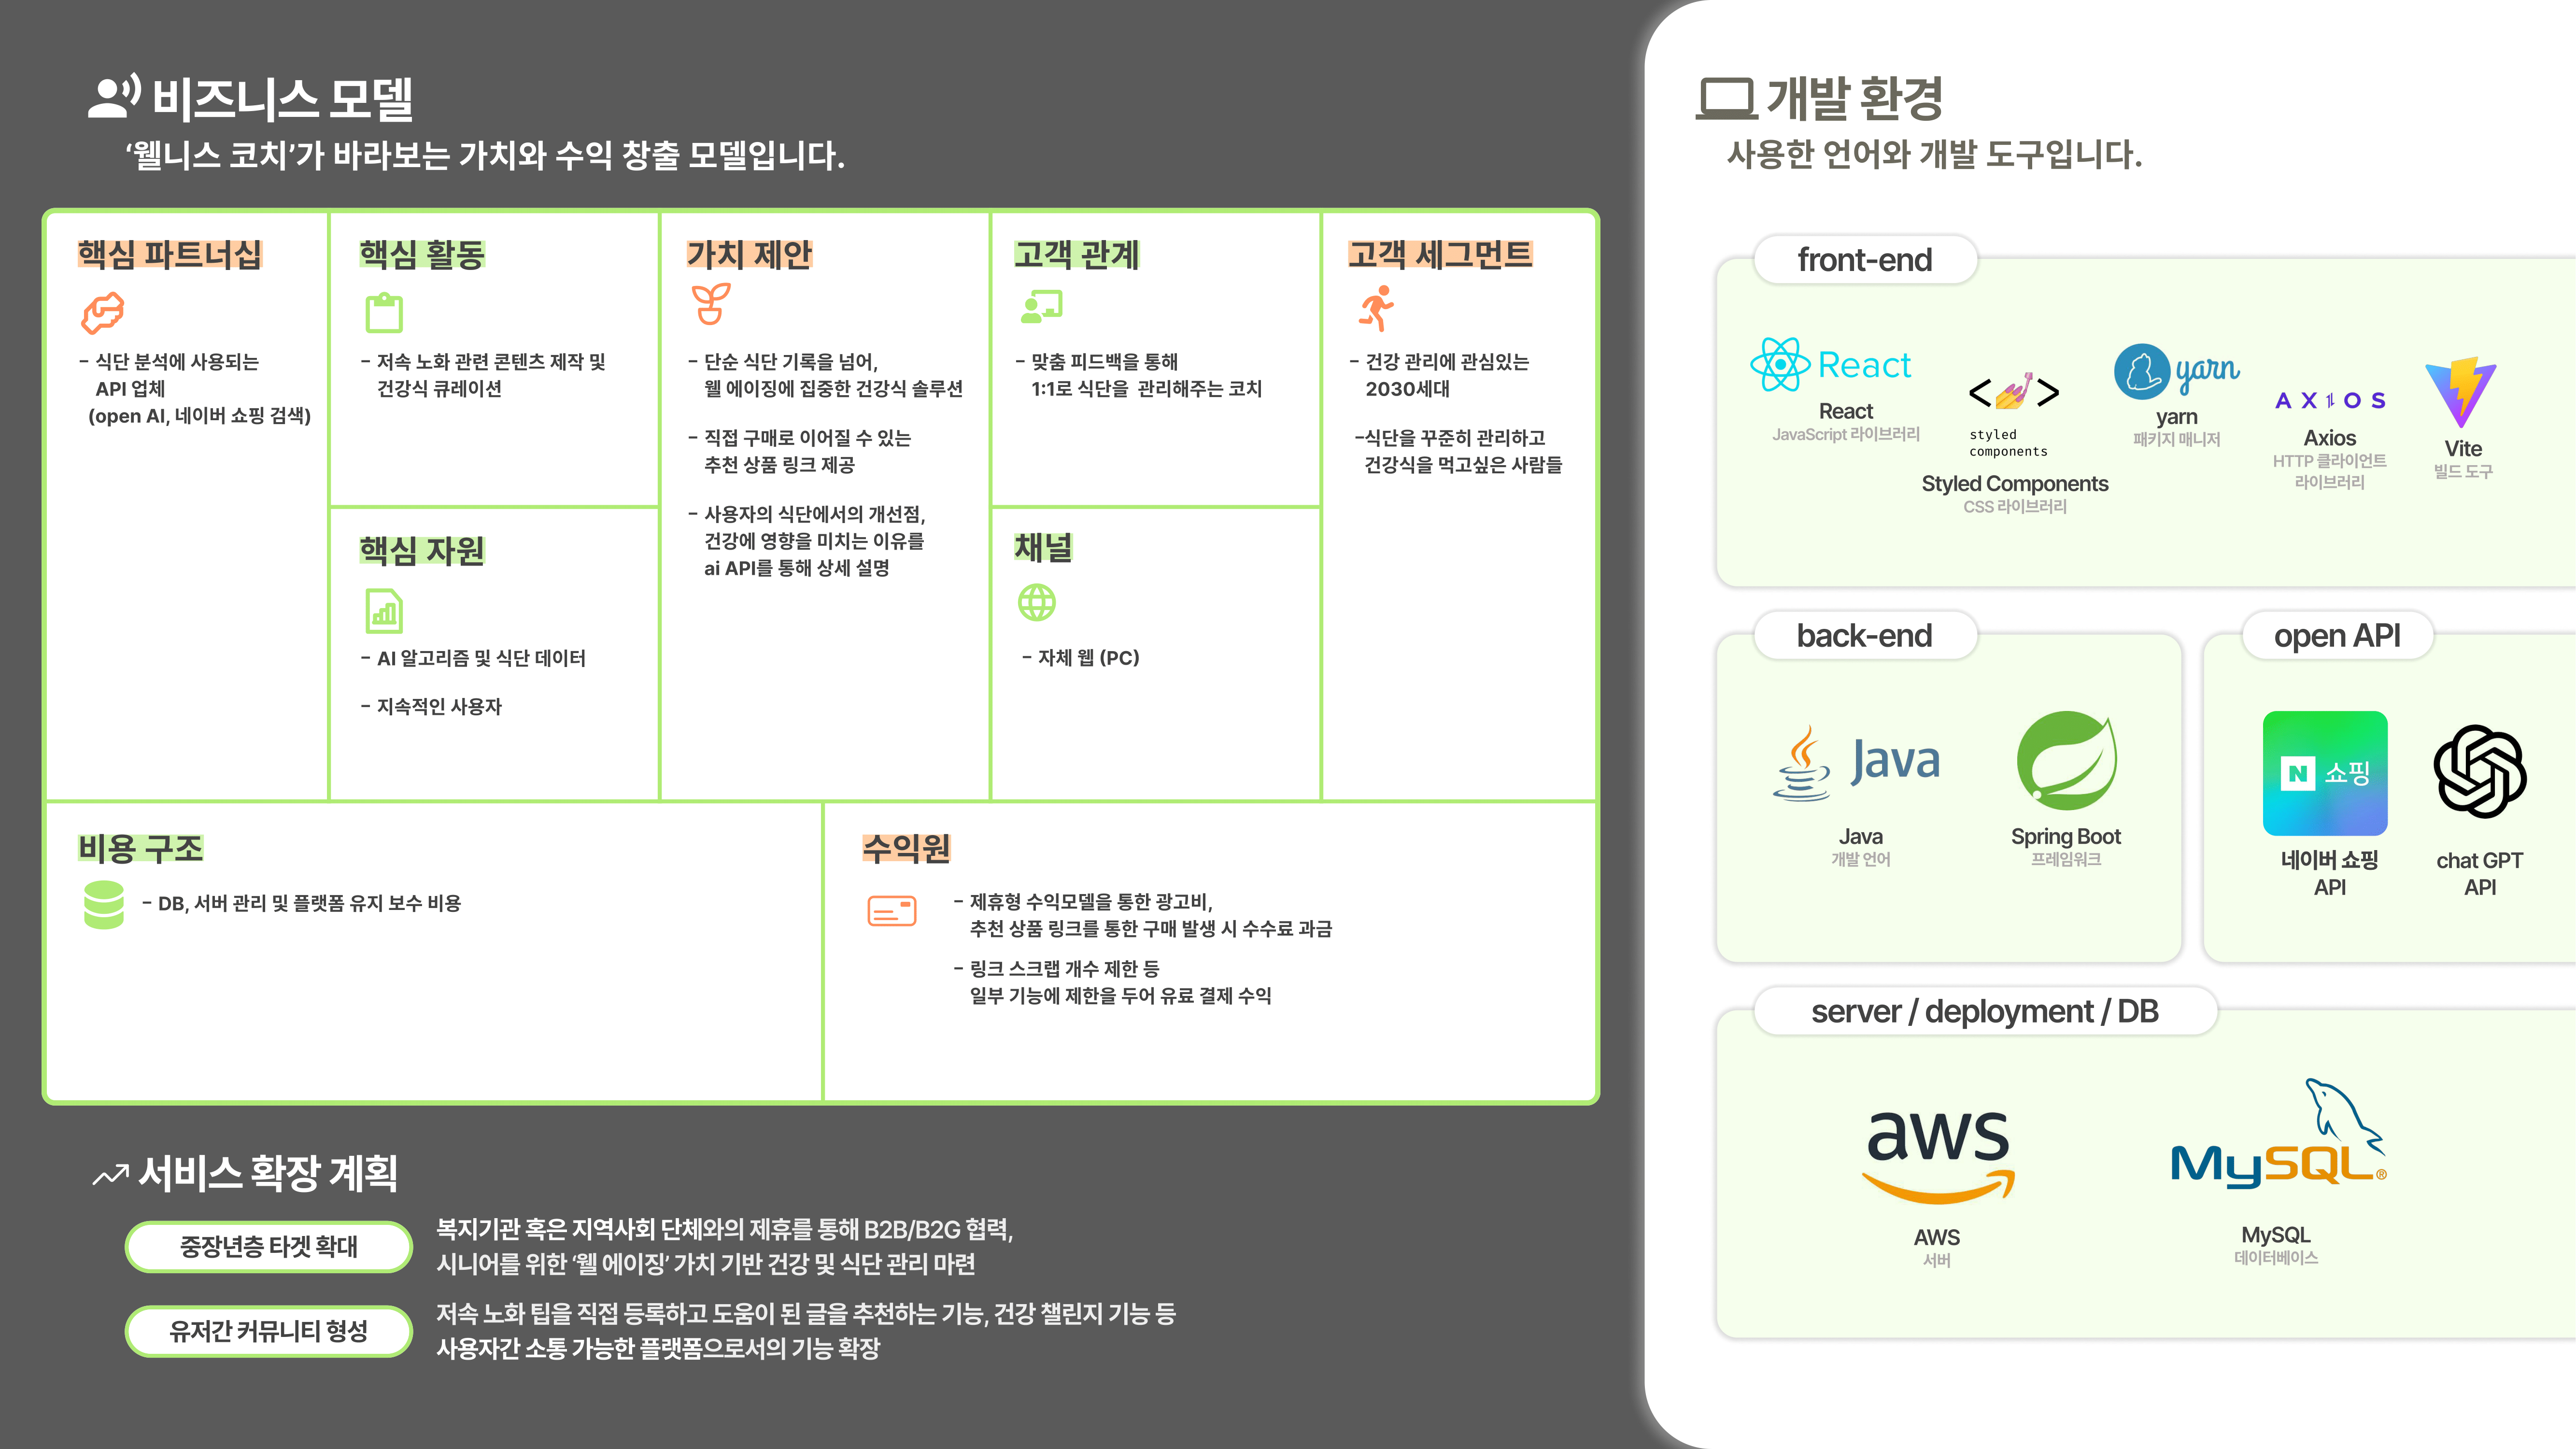 비즈니스 모델
‘웰니스 코치’가 바라보는 가치와 수익 창출 모델입니다.
핵심 파트너십
- 식단 분석에 사용되는
API 업체
(open AI, 네이버 쇼핑 검색)
핵심 활동
- 저속 노화 관련 콘텐츠 제작 및
건강식 큐레이션
핵심 자원
- AI 알고리즘 및 식단 데이터
- 지속적인 사용자
가치 제안
- 단순 식단 기록을 넘어,
웰 에이징에 집중한 건강식 솔루션
- 직접 구매로 이어질 수 있는
추천 상품 링크 제공
- 사용자의 식단에서의 개선점,
건강에 영향을 미치는 이유를
ai API를 통해 상세 설명
고객 관계
- 맞춤 피드백을 통해
1:1로 식단을 관리해주는 코치
채널
- 자체 웹 (PC)
고객 세그먼트
- 건강 관리에 관심있는
2030세대
-식단을 꾸준히 관리하고
건강식을 먹고싶은 사람들
비용 구조
- DB, 서버 관리 및 플랫폼 유지 보수 비용
수익원
- 제휴형 수익모델을 통한 광고비,
추천 상품 링크를 통한 구매 발생 시 수수료 과금
- 링크 스크랩 개수 제한 등
일부 기능에 제한을 두어 유료 결제 수익
서비스 확장 계획
중장년층 타겟 확대
복지기관 혹은 지역사회 단체와의 제휴를 통해 B2B/B2G 협력,
시니어를 위한 ‘웰 에이징’ 가치 기반 건강 및 식단 관리 마련
유저간 커뮤니티 형성
저속 노화 팁을 직접 등록하고 도움이 된 글을 추천하는 기능, 건강 챌린지 기능 등
사용자간 소통 가능한 플랫폼으로서의 기능 확장
개발 환경
사용한 언어와 개발 도구입니다.
front-end
React
React
JavaScript 라이브러리
< >
styled
components
Styled Components
CSS 라이브러리
yarn
yarn
패키지 매니저
AXIOS
Axios
HTTP 클라이언트
라이브러리
Vite
빌드 도구
back-end
Java
Java
개발 언어
Spring Boot
프레임워크
open API
N 쇼핑
네이버 쇼핑
API
chat GPT
API
server / deployment / DB
aws
AWS
서버
MySQL®
MySQL
데이터베이스